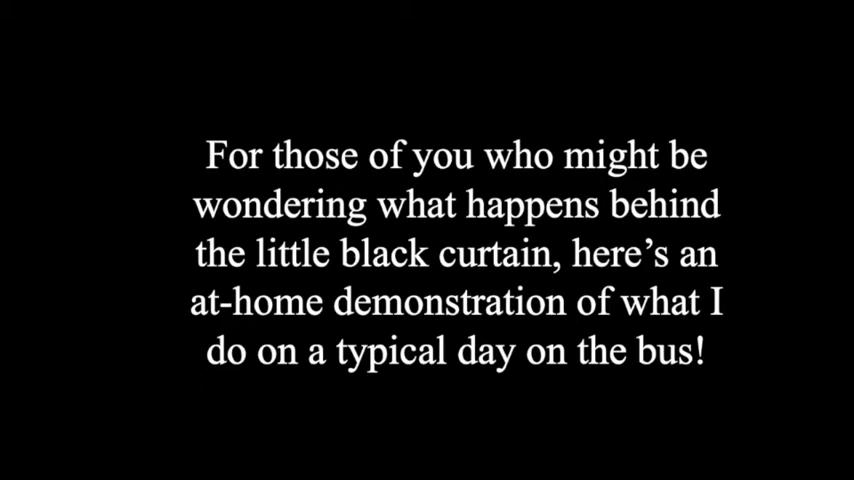 For those of you who might be
wondering what happens behind
the little black curtain, here’s an
at-home demonstration of what I
do on a typical day on the bus!